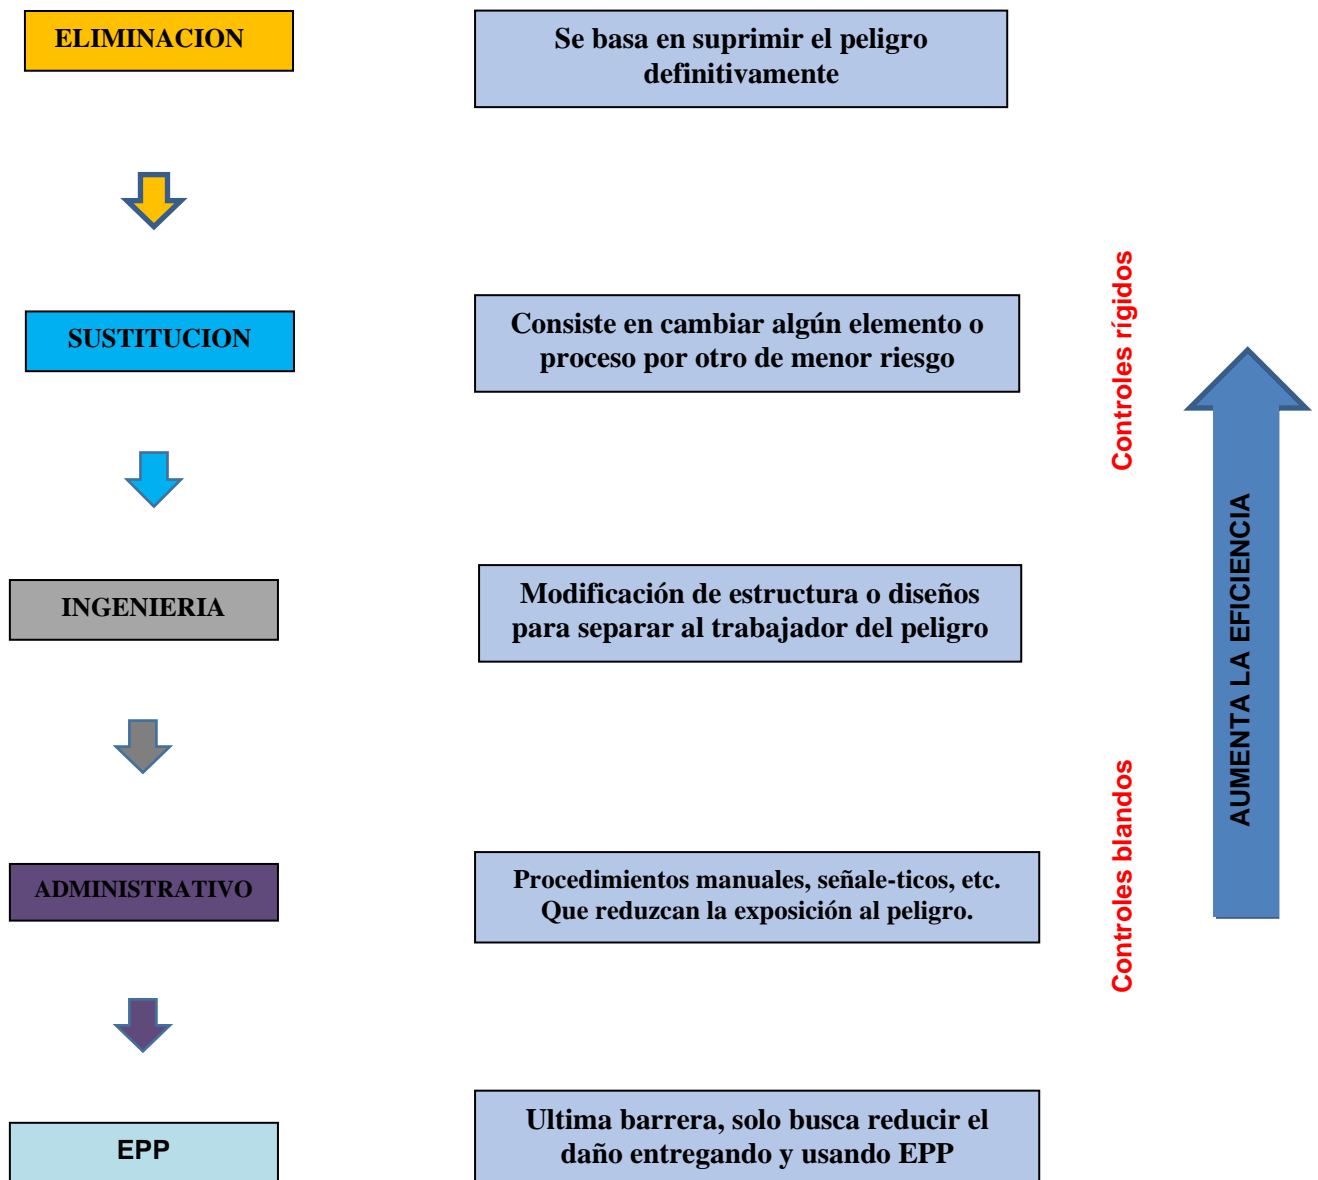 ELIMINACION
Se basa en suprimir el peligro
definitivamente
SUSTITUCION
Consiste en cambiar algún elemento o
proceso por otro de menor riesgo
Controles rígidos
INGENIERIA
Modificación de estructura o diseños
para separar al trabajador del peligro
AUMENTA LA EFICIENCIA
ADMINISTRATIVO
Procedimientos manuales, señale-ticos, etc.
Que reduzcan la exposición al peligro.
Controles blandos
EPP
Ultima barrera, solo busca reducir el
daño entregando y usando EPP